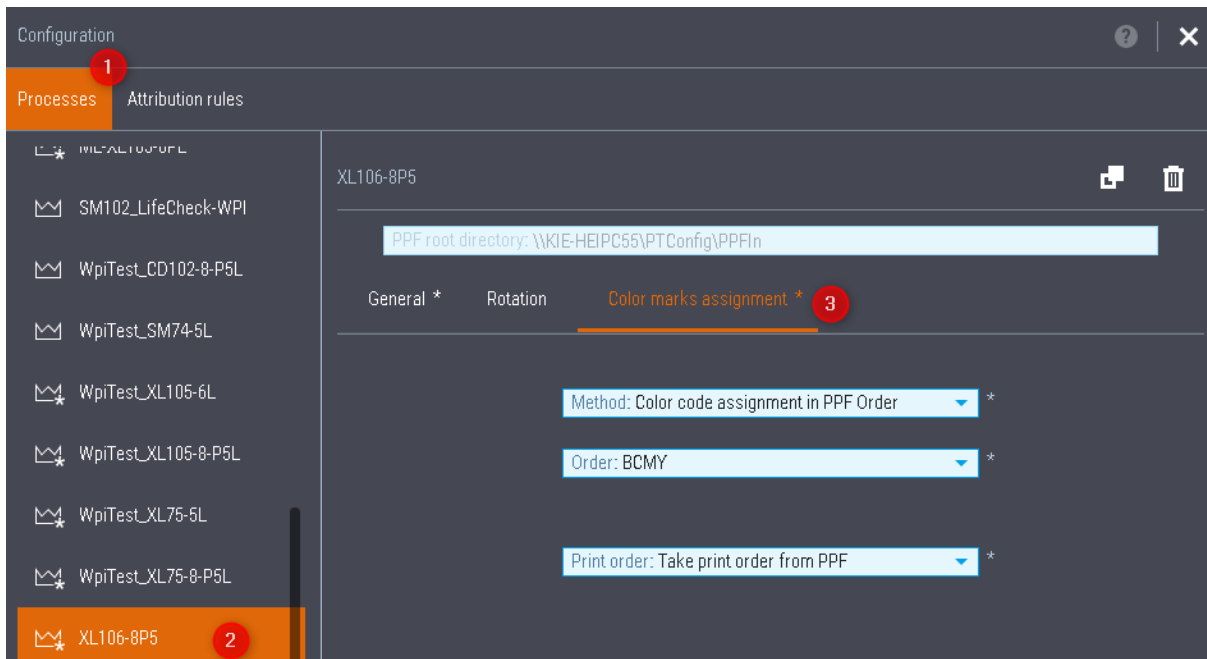 Configuration
?
1
Processes Attribution rules
XL106-8P5
SM102_LifeCheck-WPI
PPF root directory: \\KIE-HEIPC55\PTConfig\PPFIn
WpiTest_CD102-8-P5L
General * Rotation Color marks assignment * 3
WpiTest_SM74-5L
WpiTest_XL105-6L
Method: Color code assignment in PPF Order *
WpiTest_XL105-8-P5L
Order: BCMY *
WpiTest_XL75-5L
WpiTest_XL75-8-P5L
Print order: Take print order from PPF *
XL106-8P5 2